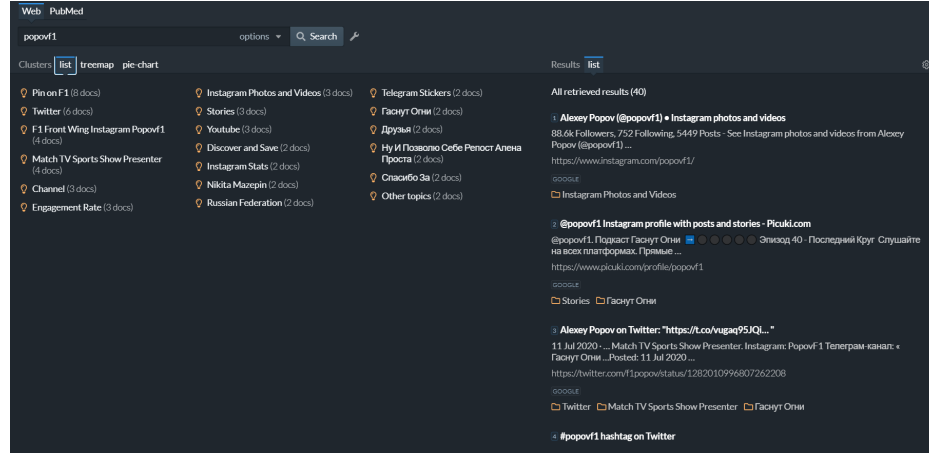 Web PubMed
popovf1 options Search
Clusters list treemap pie-chart
Pin on F1 (8 docs)
Twitter (6 docs)
F1 Front Wing Instagram Popovf1
(4 docs)
Match TV Sports Show Presenter
(4 docs)
Channel (3 docs)
Engagement Rate (3 docs)
Instagram Photos and Videos (3 docs)
Stories (3 docs)
Youtube (3 docs)
Discover and Save (2 docs)
Instagram Stats (2 docs)
Nikita Mazepin (2 docs)
Russian Federation (2 docs)
Telegram Stickers (2 docs)
Гаснут Огни (2 docs)
Друзья (2 docs)
Ну И Позволю Себе Репост Алена
Проста (2 docs)
Спасибо За (2 docs)
Other topics (2 docs)
Results list
All retrieved results (40)
1 Alexey Popov (@popovf1) • Instagram photos and videos
88.6k Followers, 752 Following, 5449 Posts - See Instagram photos and videos from Alexey
Popov (@popovf1) ...
https://www.instagram.com/popovf1/
GOOGLE
Instagram Photos and Videos
2 @popovf1 Instagram profile with posts and stories - Picuki.com
@popovf1. Подкаст Гаснут Огни ➡ Эпизод 40 - Последний Круг Слушайте
на всех платформах. Прямые ...
https://www.picuki.com/profile/popovf1
GOOGLE
Stories Гаснут Огни
3 Alexey Popov on Twitter: "https://t.co/vugaq95JQi... "
11 Jul 2020 - ... Match TV Sports Show Presenter. Instagram: PopovF1 Телеграм-канал: «
Гаснут Огни ...Posted: 11 Jul 2020 ...
https://twitter.com/f1popov/status/1282010996807262208
GOOGLE
Twitter Match TV Sports Show Presenter Гаснут Огни
4 #popovf1 hashtag on Twitter